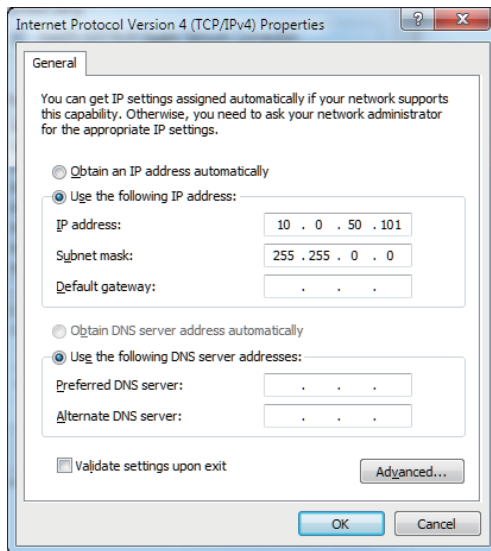 Internet Protocol Version 4 (TCP/IPv4) Properties
?
X
General
You can get IP settings assigned automatically if your network supports
this capability. Otherwise, you need to ask your network administrator
for the appropriate IP settings.
Obtain an IP address automatically
Use the following IP address:
IP address: 10 . 0 . 50 . 101
Subnet mask: 255 . 255 . 0 . 0
Default gateway: . . .
Obtain DNS server address automatically
Use the following DNS server addresses:
Preferred DNS server: . . .
Alternate DNS server: . . .
Validate settings upon exit
Advanced...
OK
Cancel